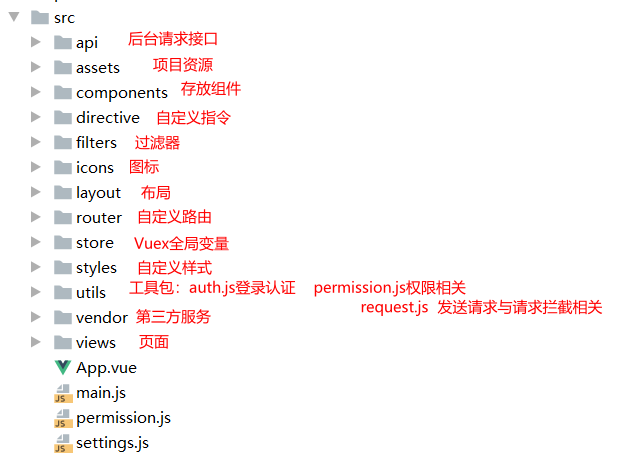 src
api 后台请求接口
assets 项目资源
components 存放组件
directive 自定义指令
filters 过滤器
icons 图标
layout 布局
router 自定义路由
store Vuex全局变量
styles 自定义样式
utils 工具包：auth.js登录认证 permission.js权限相关
request.js 发送请求与请求拦截相关
vendor 第三方服务
views 页面
App.vue
JS main.js
JS permission.js
JS settings.js